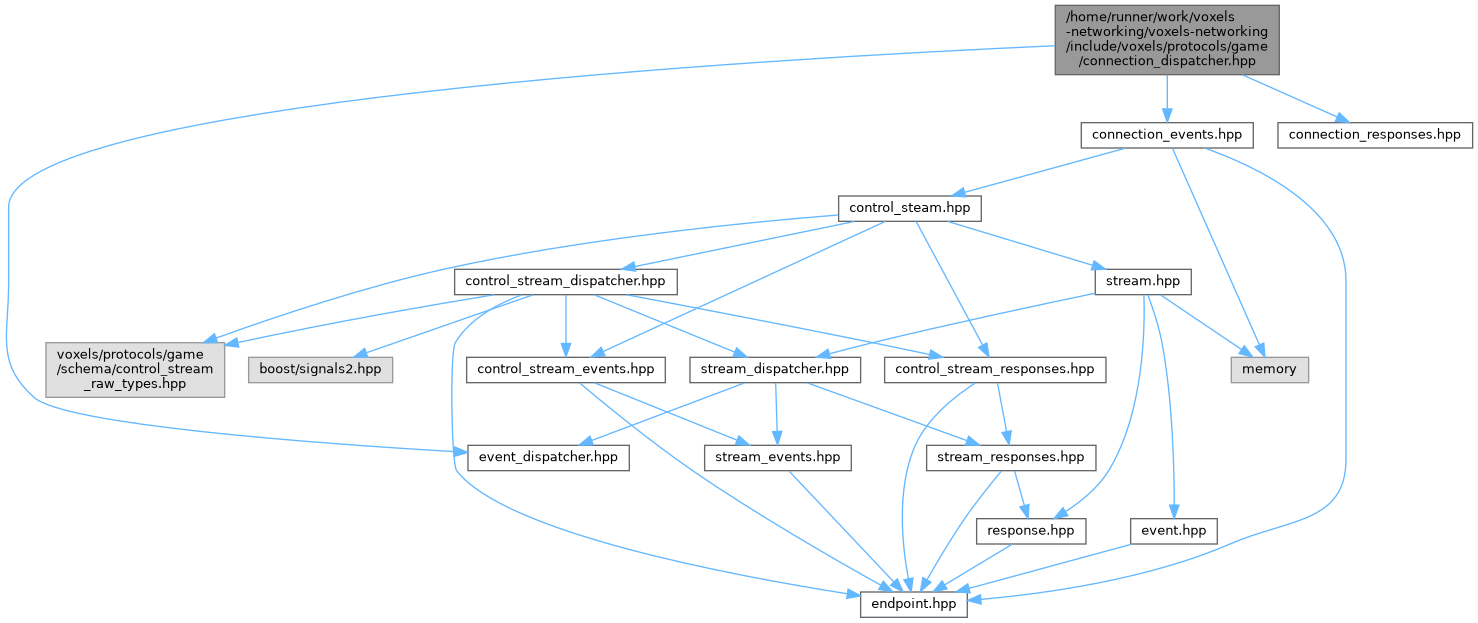 /home/runner/work/voxels
-networking/voxels-networking
/include/voxels/protocols/game
/connection_dispatcher.hpp
connection_events.hpp
connection_responses.hpp
control_steam.hpp
control_stream_dispatcher.hpp
stream.hpp
voxels/protocols/game
/schema/control_stream
_raw_types.hpp
boost/signals2.hpp
control_stream_events.hpp
stream_dispatcher.hpp
control_stream_responses.hpp
memory
event_dispatcher.hpp
stream_events.hpp
stream_responses.hpp
response.hpp
event.hpp
endpoint.hpp